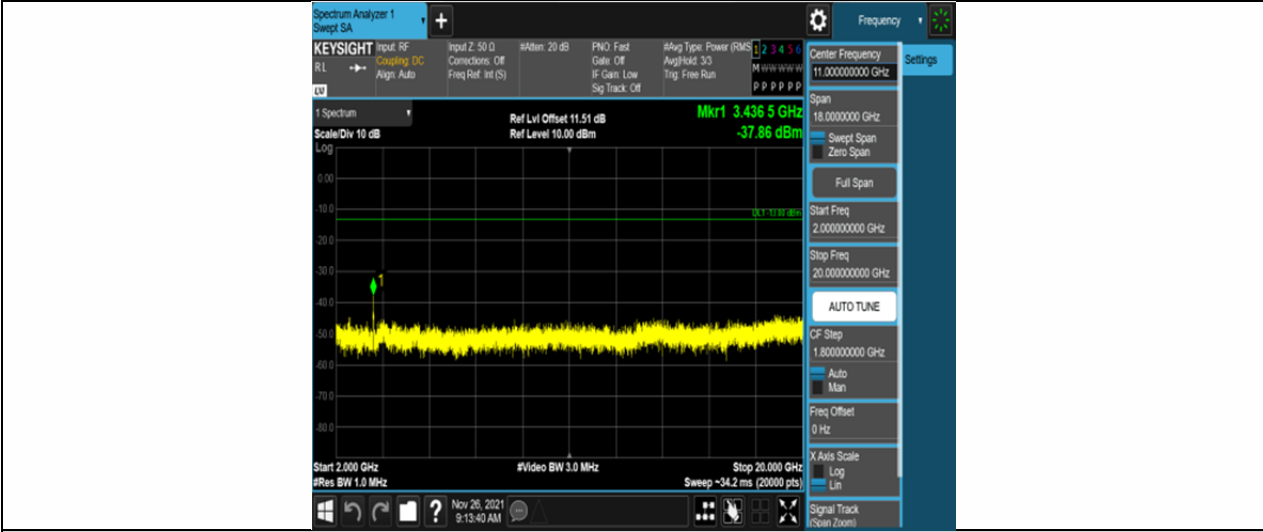 Spectrum Analyzer 1
Swept SA
+
Frequency
KEYSIGHT
RL
LV
Input: RF
Coupling: DC
Align: Auto
Input Z: 50 Ω
Corrections: Off
Freq Ref: Int (S)
#Atten: 20 dB
PNO: Fast
Gate: Off
IF Gain: Low
Sig Track: Off
#Avg Type: Power (RMS
Avg|Hold: 3/3
Trig: Free Run
1 2 3 4 5 6
M W W W W W
P P P P P P
Center Frequency
11.000000000 GHz
Settings
Span
18.0000000 GHz
Swept Span
Zero Span
Full Span
Start Freq
2.000000000 GHz
Stop Freq
20.000000000 GHz
AUTO TUNE
CF Step
1.800000000 GHz
Auto
Man
Freq Offset
0 Hz
X Axis Scale
Log
Lin
Signal Track
(Span Zoom)
1 Spectrum
Scale/Div 10 dB
Log
Ref Lvl Offset 11.51 dB
Ref Level 10.00 dBm
Mkr1 3.436 5 GHz
-37.86 dBm
0.00
-10.0
DL1 -13.00 dBm
-20.0
-30.0
1
-40.0
-50.0
-60.0
-70.0
-80.0
Start 2.000 GHz
#Res BW 1.0 MHz
#Video BW 3.0 MHz
Stop 20.000 GHz
Sweep ~34.2 ms (20000 pts)
?
Nov 26, 2021
9:13:40 AM